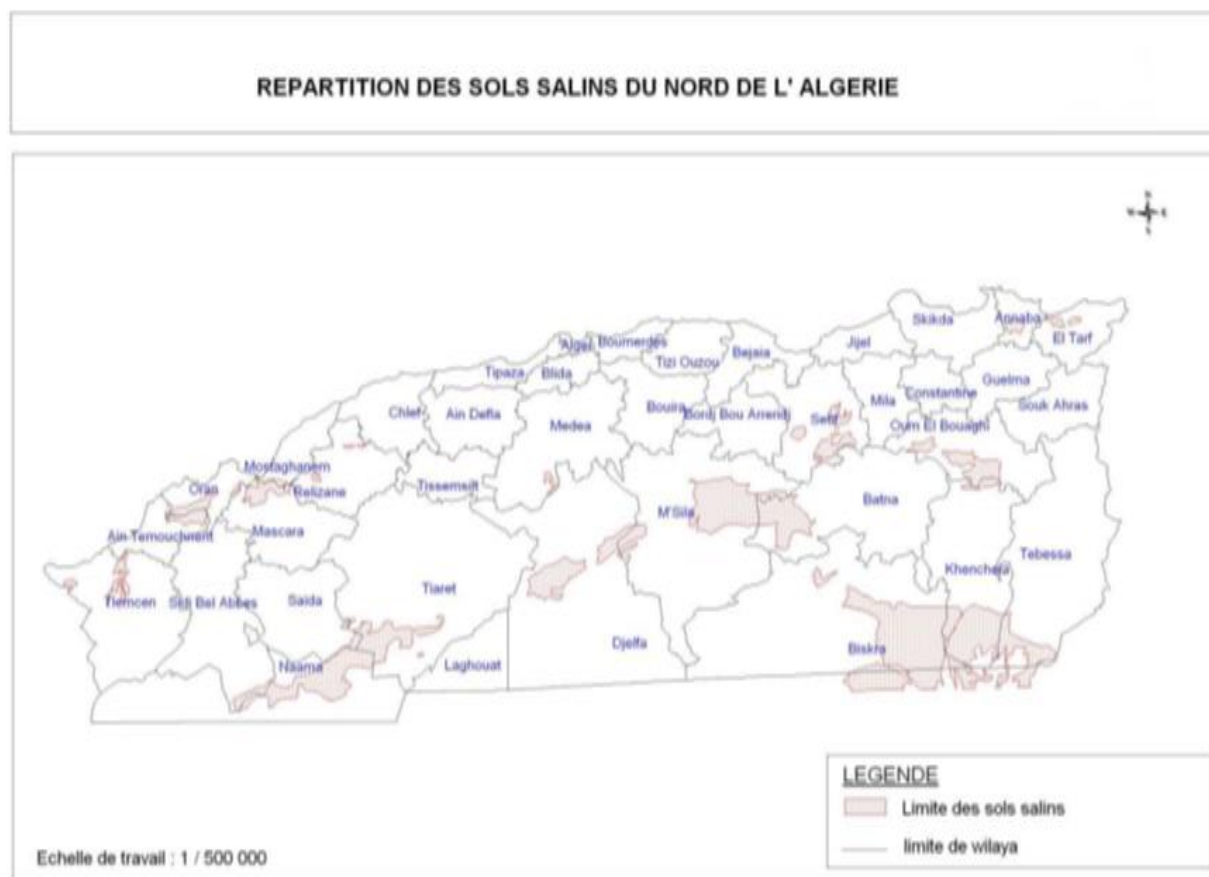 REPARTITION DES SOLS SALINS DU NORD DE L' ALGERIE
N
W E
S
Skikda
Annaba
El Tarf
Alger
Boumerdes
Tizi Ouzou
Bejaia
Jijel
Tipaza
Blida
Guelma
Constantine
Mila
Souk Ahras
Chlef
Ain Defla
Medea
Bouira
Bordj Bou Arreridj
Setif
Oum El Bouaghi
Mostaghanem
Oran
Relizane
Tissemsilt
M'Sila
Batna
Ain Temouchnent
Mascara
Tebessa
Khenchela
Tlemcen
Sidi Bel Abbes
Saida
Tiaret
Djelfa
Biskra
Naama
Laghouat
LEGENDE
Limite des sols salins
limite de wilaya
Echelle de travail : 1 / 500 000